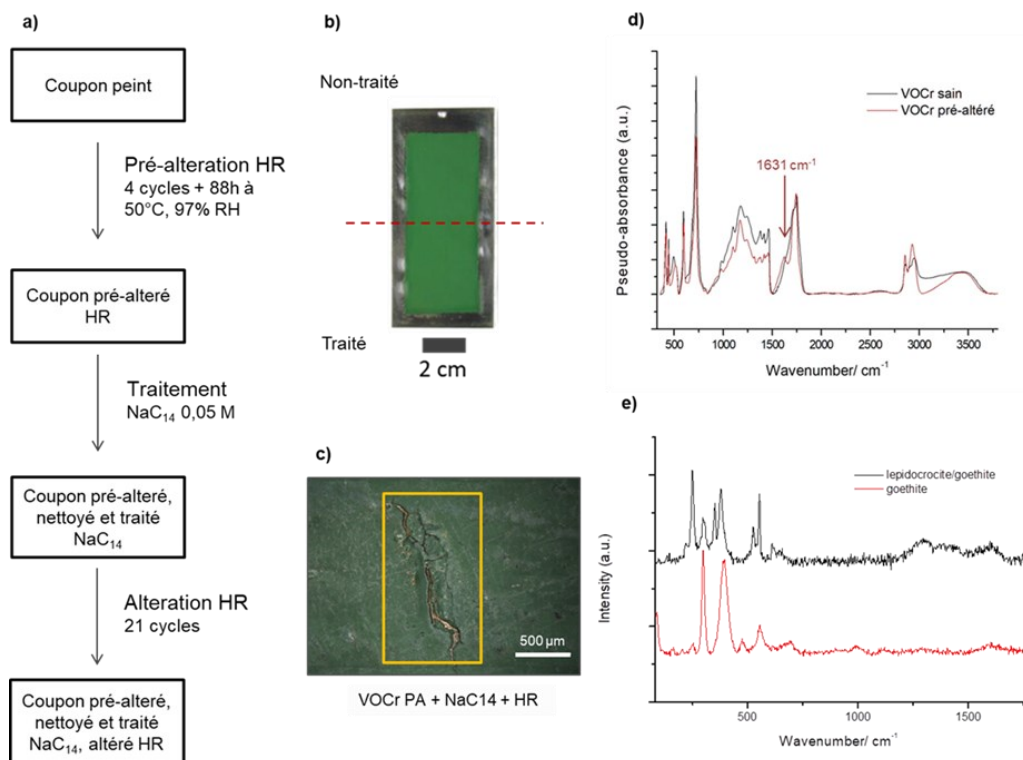 a)
Coupon peint
Pré-alteration HR
4 cycles + 88h à
50°C, 97% RH
Coupon pré-alteré
HR
Traitement
NaC₁₄ 0,05 M
Coupon pré-alteré,
nettoyé et traité
NaC₁₄
Alteration HR
21 cycles
Coupon pré-alteré,
nettoyé et traité
NaC₁₄, altéré HR
b)
Non-traité
Traité
2 cm
c)
500 µm
VOCr PA + NaC14 + HR
d)
VOCr sain
VOCr pré-altéré
1631 cm⁻¹
Pseudo-absorbance (a.u.)
500 1000 1500 2000 2500 3000 3500
Wavenumber/ cm⁻¹
e)
lepidocrocite/goethite
goethite
Intensity (a.u.)
500 1000 1500
Wavenumber/ cm⁻¹